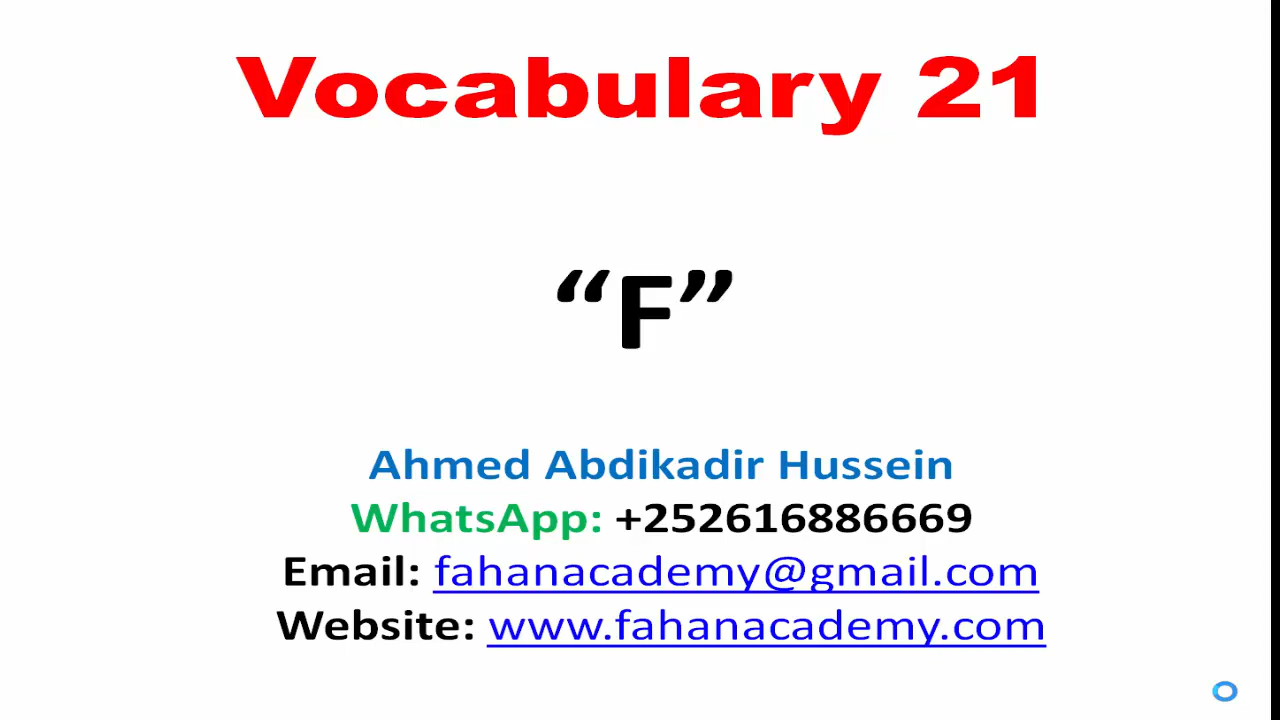 Vocabulary 21
“F”
Ahmed Abdikadir Hussein
WhatsApp: +252616886669
Email: fahanacademy@gmail.com
Website: www.fahanacademy.com